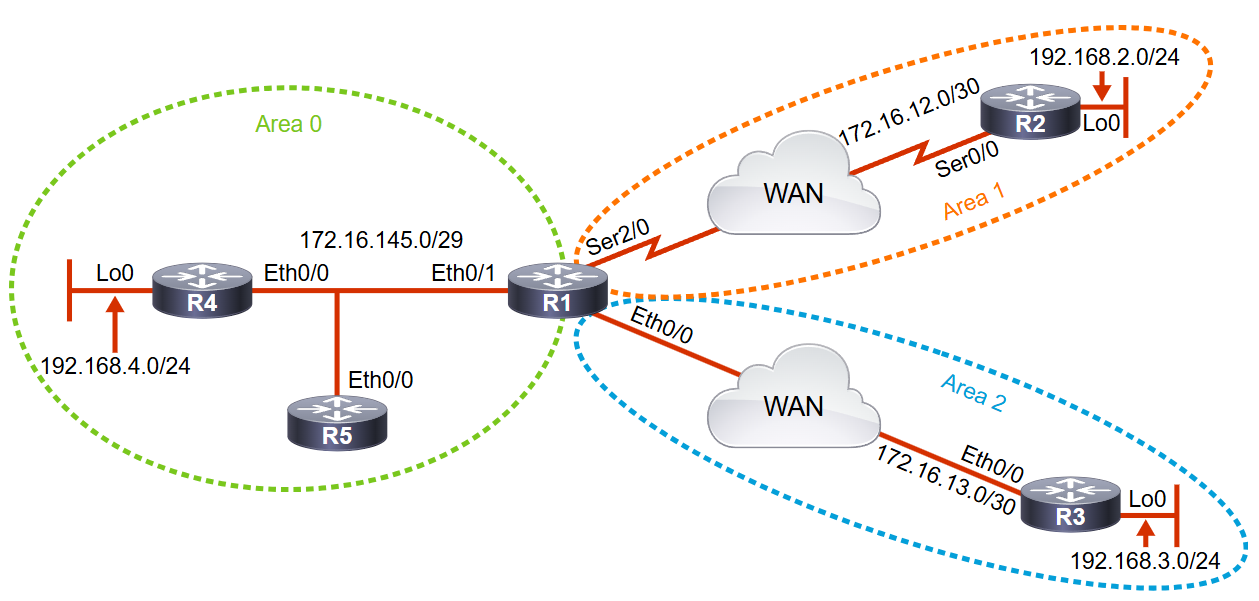 192.168.2.0/24
172.16.12.0/30
R2
Lo0
Ser0/0
Area 0
WAN
Area 1
Ser2/0
172.16.145.0/29
Lo0
R4
Eth0/0
Eth0/1
R1
192.168.4.0/24
Eth0/0
Eth0/0
R5
WAN
Area 2
172.16.13.0/30
Eth0/0
R3
Lo0
192.168.3.0/24